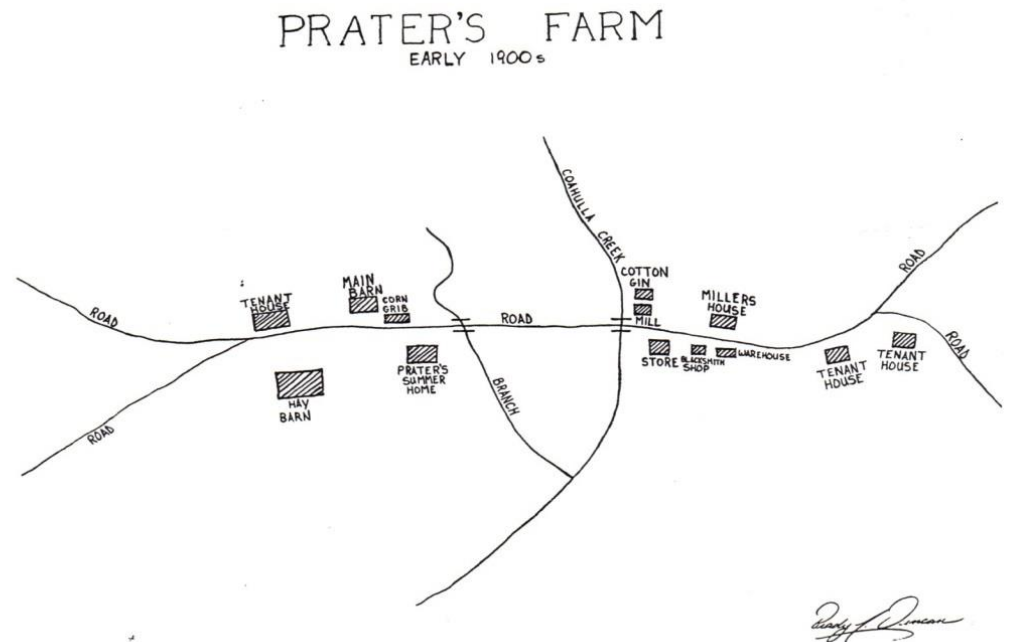 PRATER'S FARM
EARLY 1900s
COAHULLA CREEK
ROAD
COTTON
GIN
MAIN
BARN
CORN
CRIB
TENANT
HOUSE
MILLERS
HOUSE
ROAD
ROAD
MILL
STORE
BLACKSMITH
SHOP
WAREHOUSE
ROAD
PRATER'S
SUMMER
HOME
TENANT
HOUSE
TENANT
HOUSE
BRANCH
HAY
BARN
ROAD
Duncan